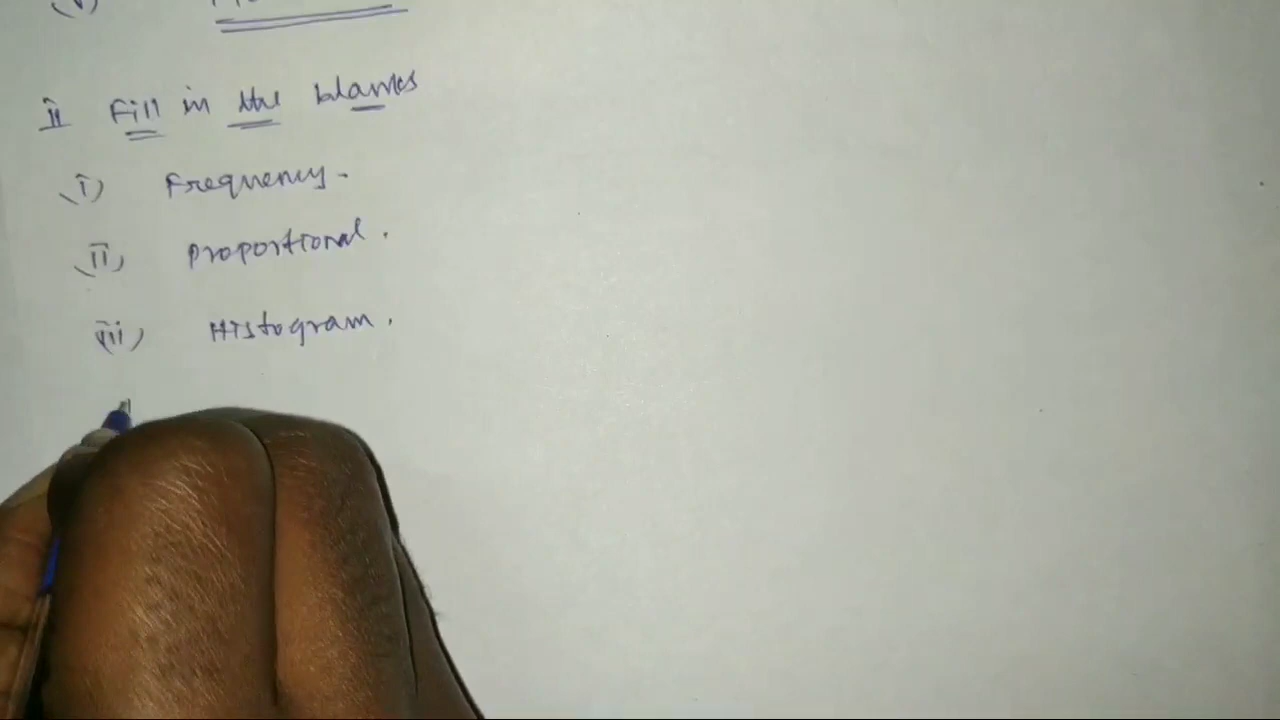 (v)
II Fill in the blanks
(i) Frequency.
(ii) Proportional.
(iii) Histogram.